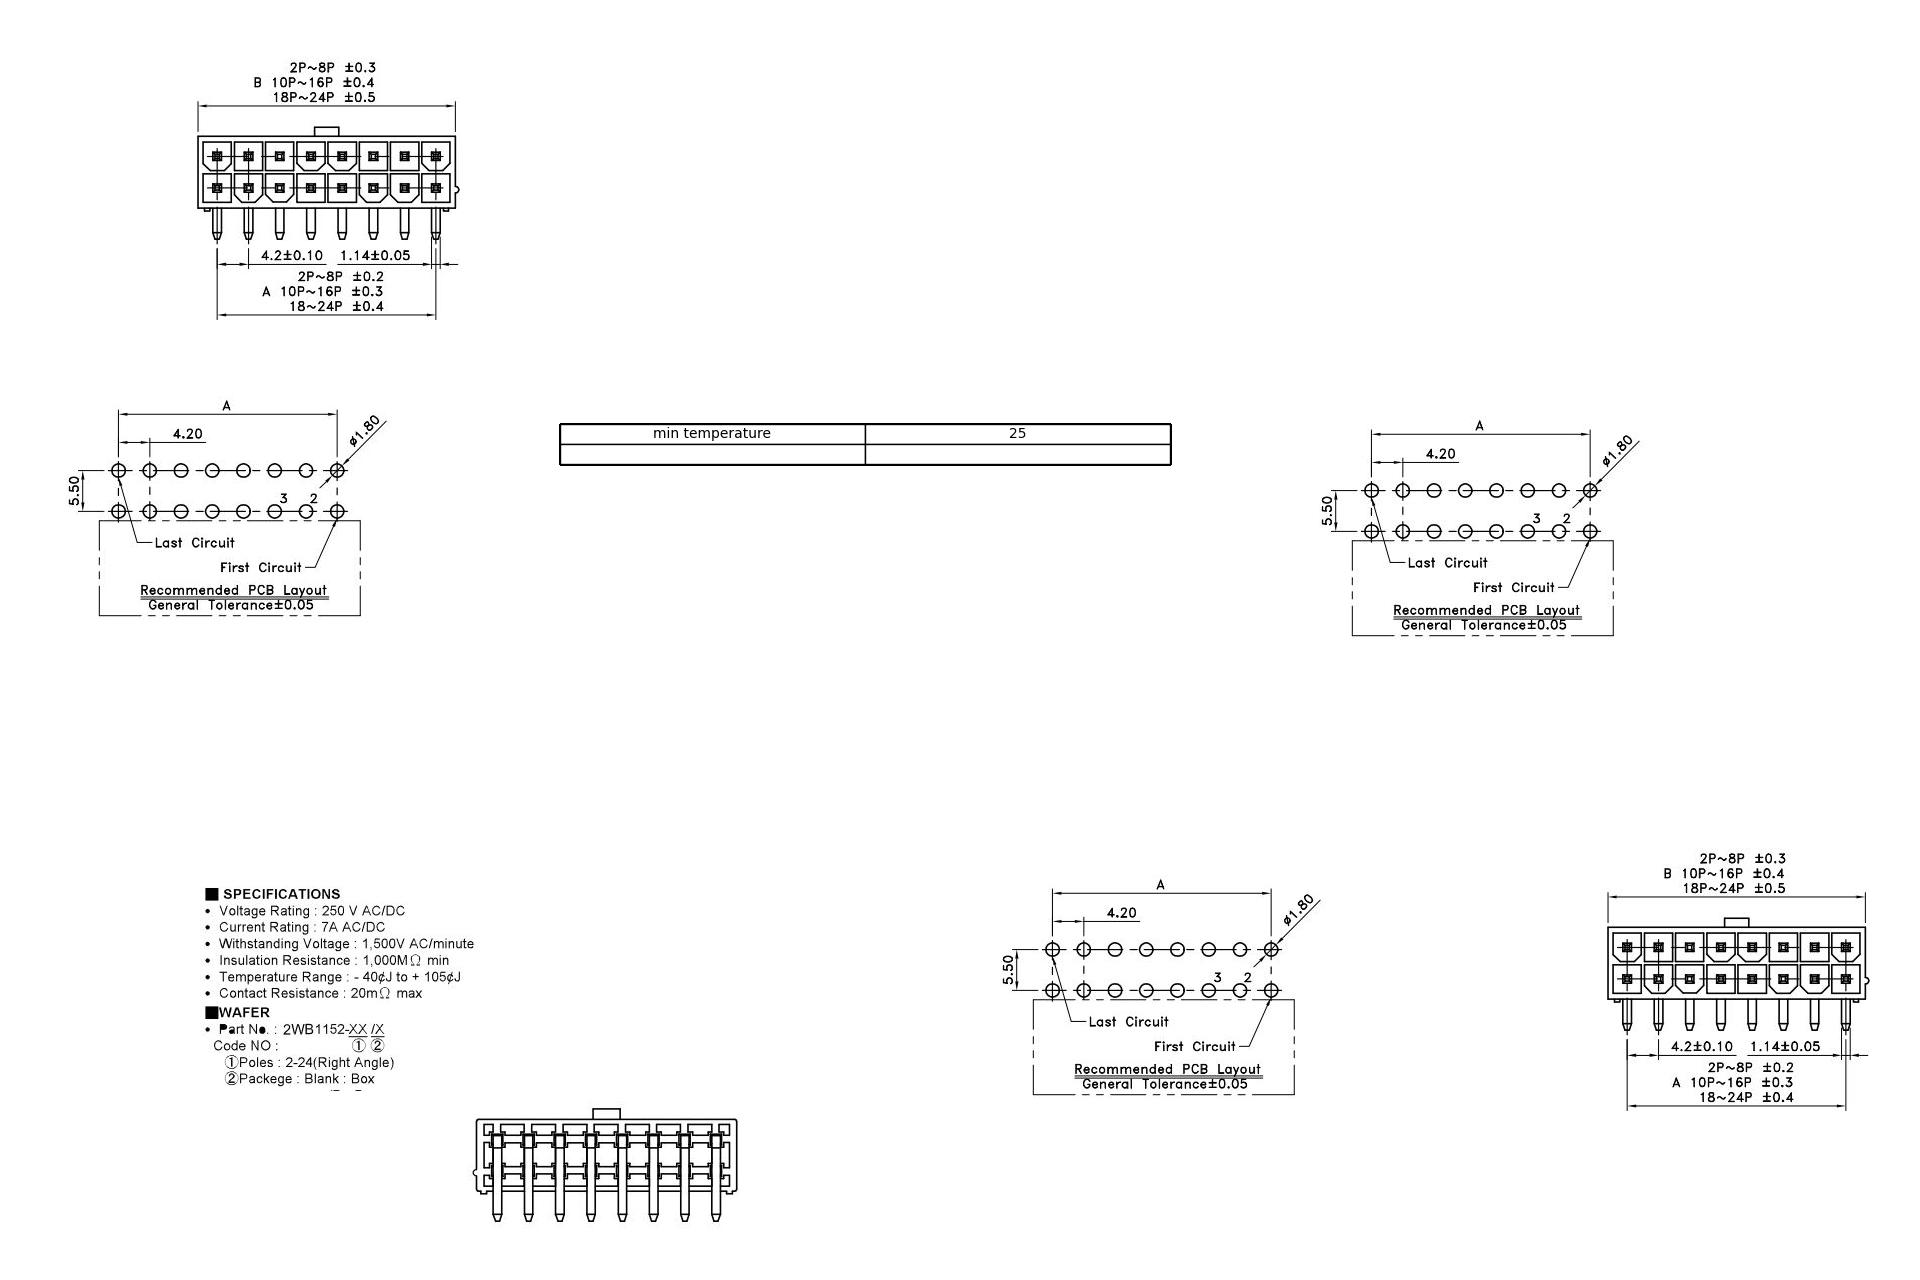 2P~8P ±0.3
B 10P~16P ±0.4
18P~24P ±0.5
4.2±0.10 1.14±0.05
2P~8P ±0.2
A 10P~16P ±0.3
18~24P ±0.4
A
4.20
ø1.80
5.50
3 2
Last Circuit
First Circuit
Recommended PCB Layout
General Tolerance±0.05
min temperature 25
A
4.20
ø1.80
5.50
3 2
Last Circuit
First Circuit
Recommended PCB Layout
General Tolerance±0.05
■ SPECIFICATIONS
• Voltage Rating : 250 V AC/DC
• Current Rating : 7A AC/DC
• Withstanding Voltage : 1,500V AC/minute
• Insulation Resistance : 1,000MΩ min
• Temperature Range : - 40¢J to + 105¢J
• Contact Resistance : 20mΩ max
■WAFER
• Part No. : 2WB1152-XX /X
Code NO : ① ②
①Poles : 2-24(Right Angle)
②Packege : Blank : Box
A
4.20
ø1.80
5.50
3 2
Last Circuit
First Circuit
Recommended PCB Layout
General Tolerance±0.05
2P~8P ±0.3
B 10P~16P ±0.4
18P~24P ±0.5
4.2±0.10 1.14±0.05
2P~8P ±0.2
A 10P~16P ±0.3
18~24P ±0.4